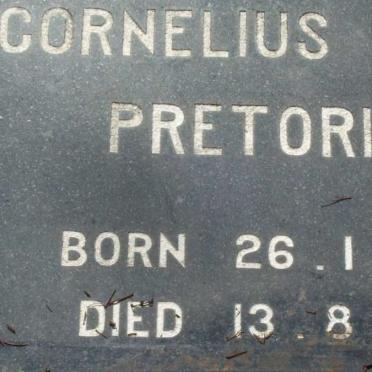 CORNELIUS
PRETORI
BORN 26.1
DIED 13.8